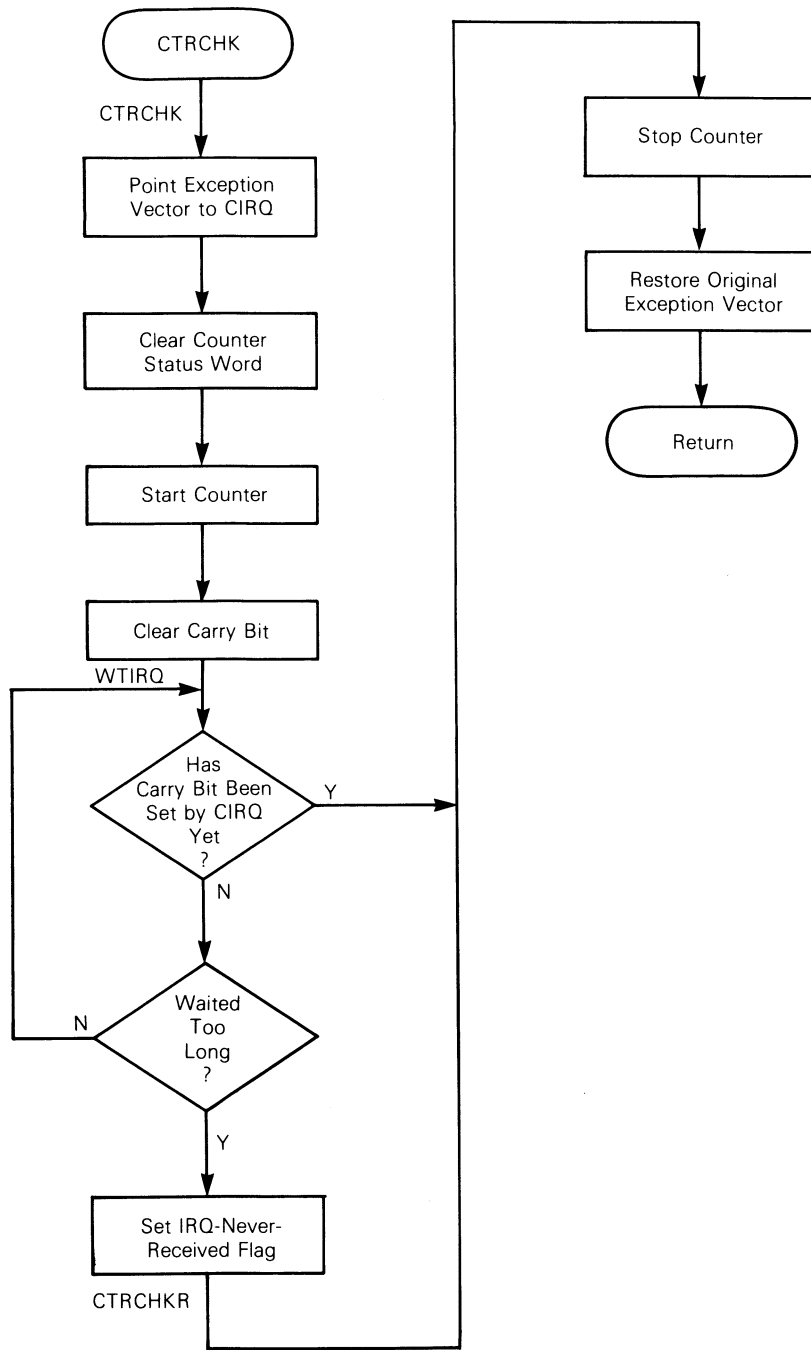 CTRCHK
CTRCHK
Point Exception
Vector to CIRQ
Clear Counter
Status Word
Start Counter
Clear Carry Bit
WTIRQ
Has
Carry Bit Been
Set by CIRQ
Yet
?
Y
N
Waited
Too
Long
?
N
Y
Set IRQ-Never-
Received Flag
CTRCHKR
Stop Counter
Restore Original
Exception Vector
Return